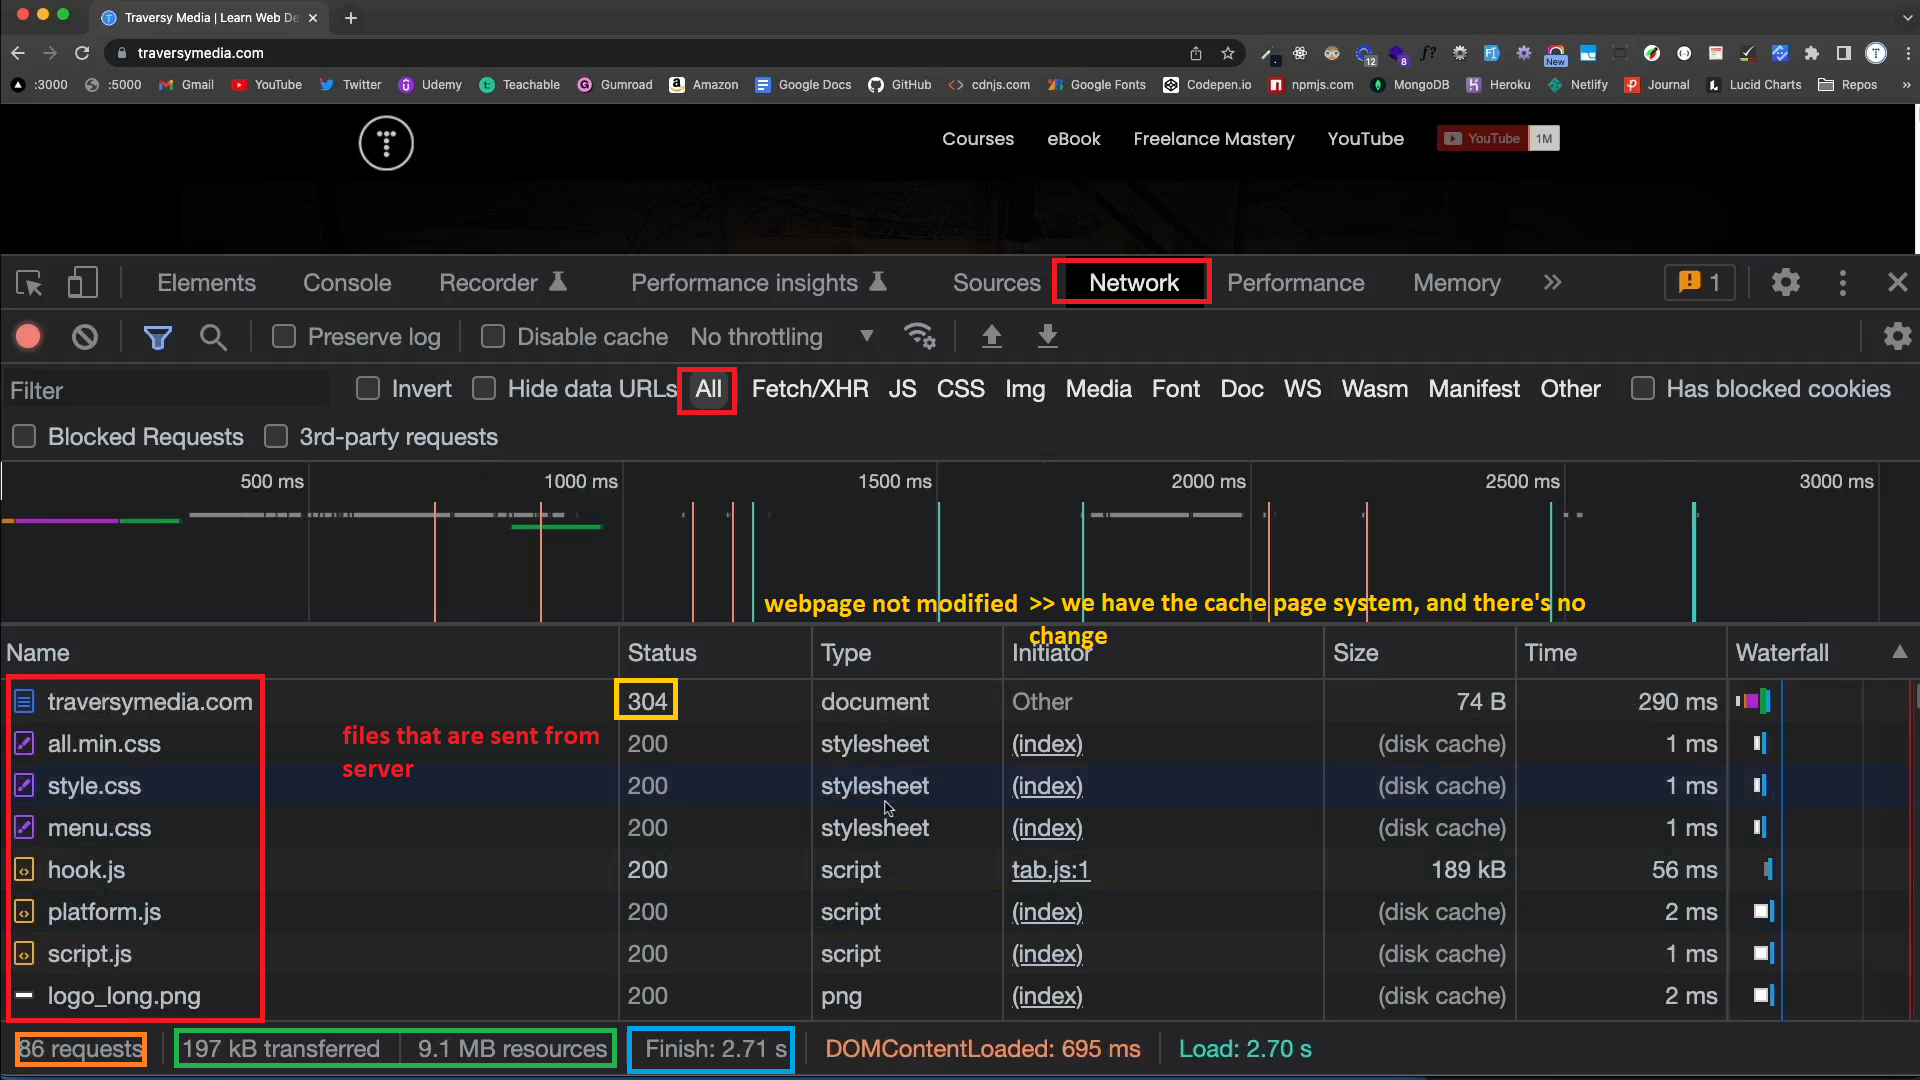 Traversy Media | Learn Web De
traversymedia.com
12
8
f?
New
:3000 :5000 Gmail YouTube Twitter Udemy Teachable Gumroad Amazon Google Docs GitHub cdnjs.com Google Fonts Codepen.io npmjs.com MongoDB Heroku Netlify Journal Lucid Charts Repos »
Courses eBook Freelance Mastery YouTube YouTube 1M
Elements Console Recorder Performance insights Sources Network Performance Memory » 1
Preserve log Disable cache No throttling
Filter Invert Hide data URLs All Fetch/XHR JS CSS Img Media Font Doc WS Wasm Manifest Other Has blocked cookies
Blocked Requests 3rd-party requests
500 ms 1000 ms 1500 ms 2000 ms 2500 ms 3000 ms
webpage not modified >> we have the cache page system, and there's no
change
Name Status Type Initiator Size Time Waterfall
traversymedia.com 304 document Other 74 B 290 ms
files that are sent from
server
all.min.css 200 stylesheet (index) (disk cache) 1 ms
style.css 200 stylesheet (index) (disk cache) 1 ms
menu.css 200 stylesheet (index) (disk cache) 1 ms
hook.js 200 script tab.js:1 189 kB 56 ms
platform.js 200 script (index) (disk cache) 2 ms
script.js 200 script (index) (disk cache) 1 ms
logo_long.png 200 png (index) (disk cache) 2 ms
86 requests 197 kB transferred 9.1 MB resources Finish: 2.71 s DOMContentLoaded: 695 ms Load: 2.70 s